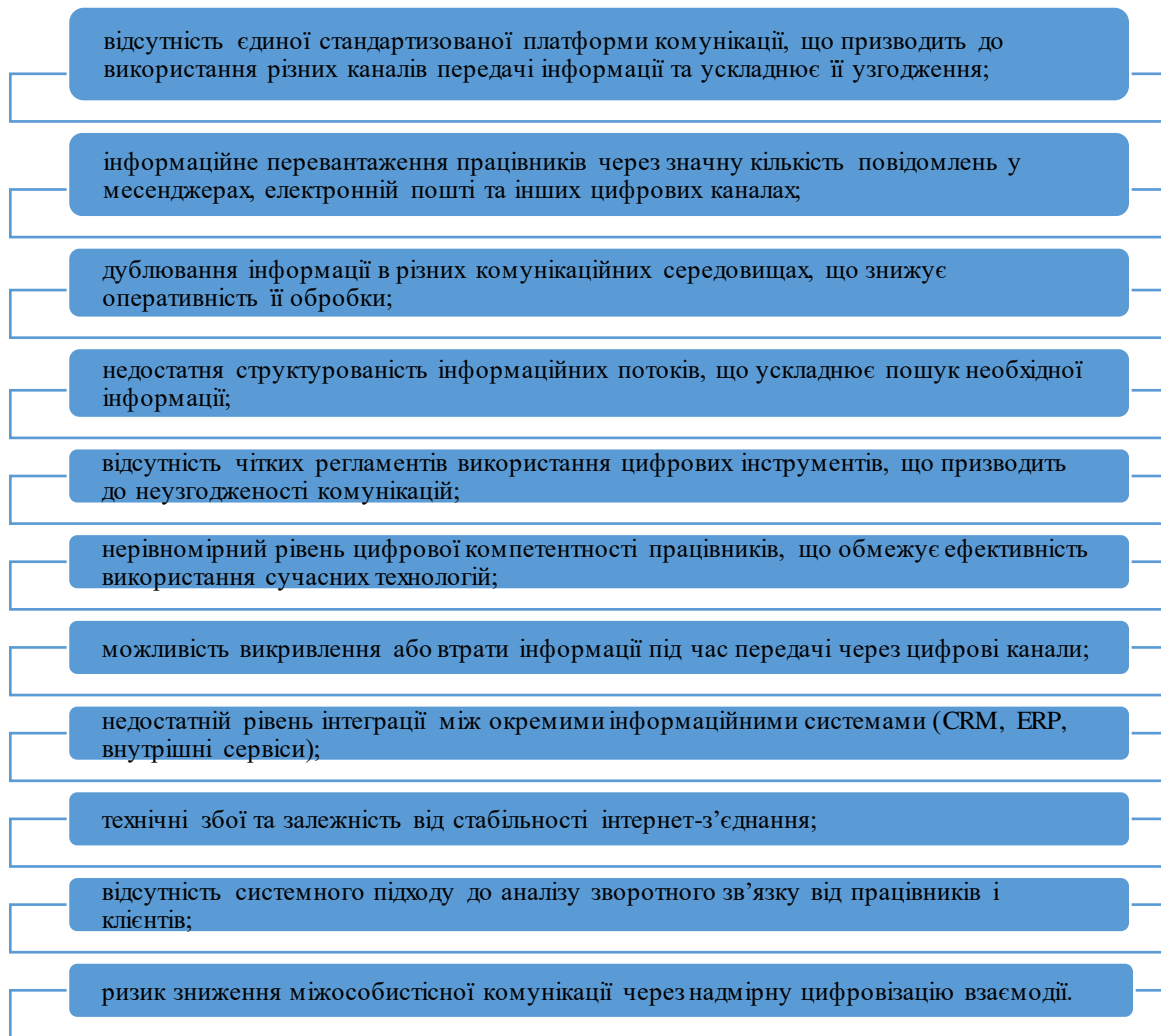 відсутність єдиної стандартизованої платформи комунікації, що призводить до
використання різних каналів передачі інформації та ускладнює її узгодження;
інформаційне перевантаження працівників через значну кількість повідомлень у
месенджерах, електронній пошті та інших цифрових каналах;
дублювання інформації в різних комунікаційних середовищах, що знижує
оперативність її обробки;
недостатня структурованість інформаційних потоків, що ускладнює пошук необхідної
інформації;
відсутність чітких регламентів використання цифрових інструментів, що призводить
до неузгодженості комунікацій;
нерівномірний рівень цифрової компетентності працівників, що обмежує ефективність
використання сучасних технологій;
можливість викривлення або втрати інформації під час передачі через цифрові канали;
недостатній рівень інтеграції між окремими інформаційними системами (CRM, ERP,
внутрішні сервіси);
технічні збої та залежність від стабільності інтернет-з’єднання;
відсутність системного підходу до аналізу зворотного зв’язку від працівників і
клієнтів;
ризик зниження міжособистісної комунікації через надмірну цифровізацію взаємодії.